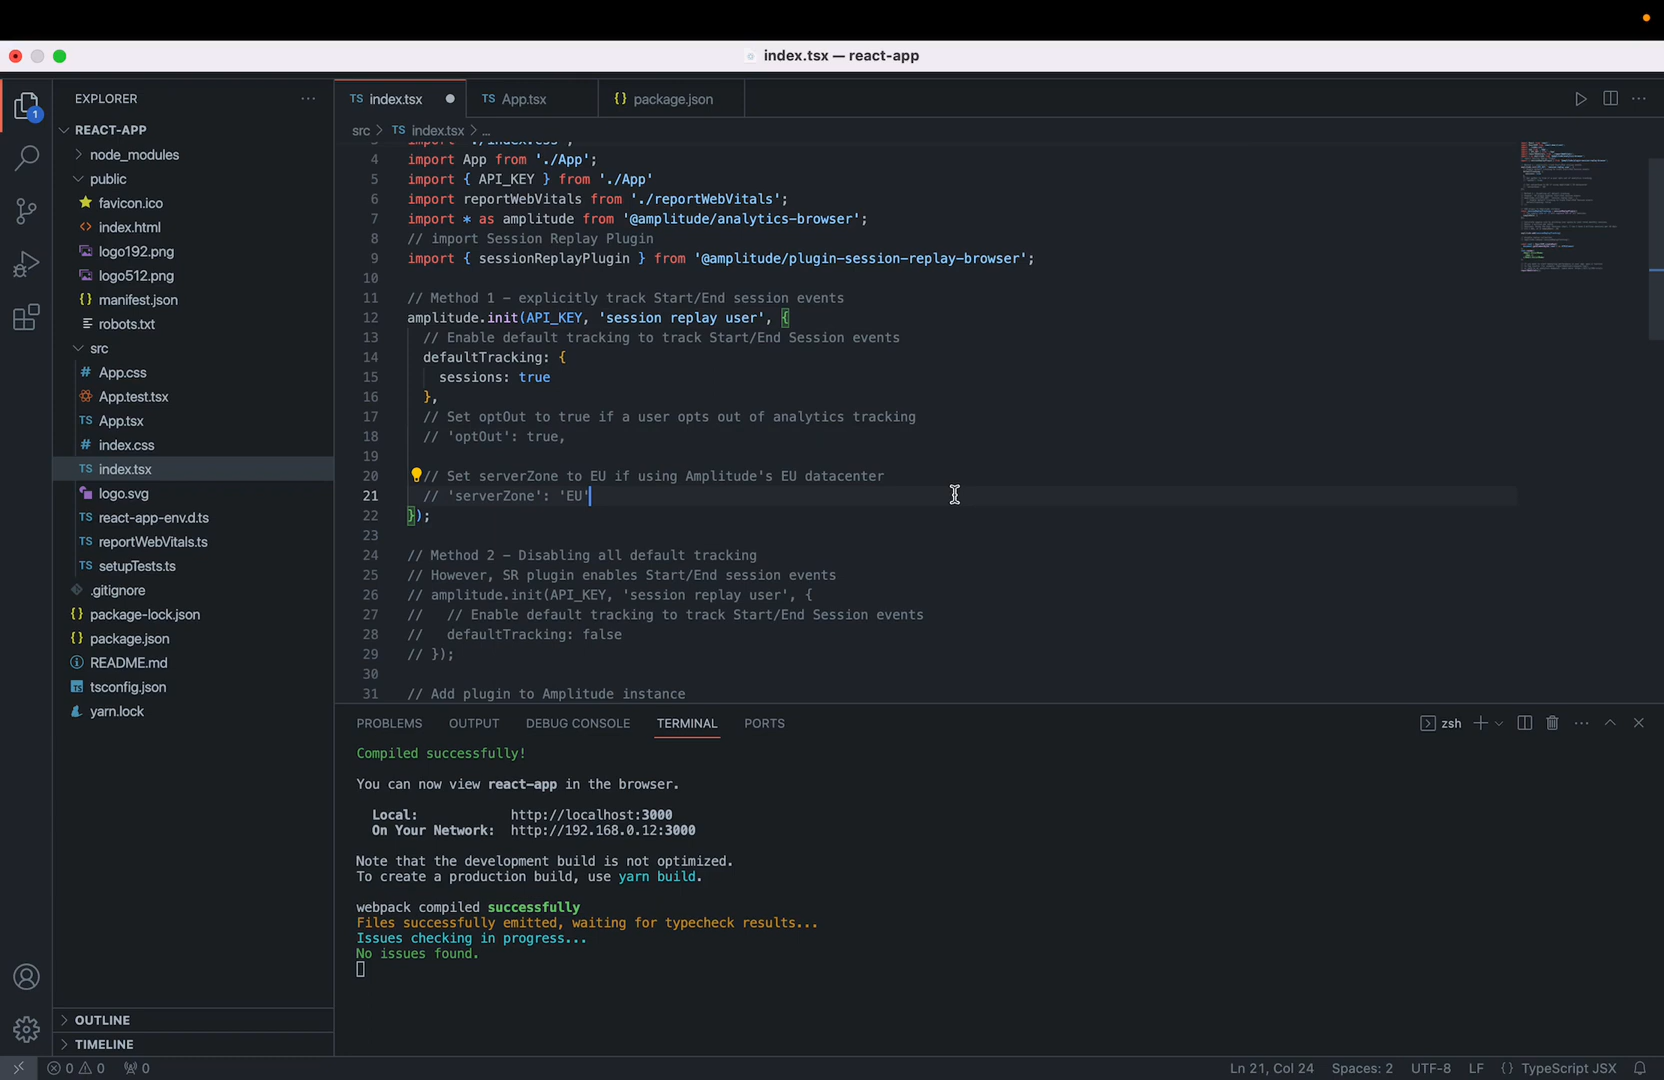 index.tsx — react-app
EXPLORER
1
REACT-APP
node_modules
public
favicon.ico
index.html
logo192.png
logo512.png
manifest.json
robots.txt
src
App.css
App.test.tsx
App.tsx
index.css
index.tsx
logo.svg
react-app-env.d.ts
reportWebVitals.ts
setupTests.ts
.gitignore
package-lock.json
package.json
README.md
tsconfig.json
yarn.lock
OUTLINE
TIMELINE
TS index.tsx
TS App.tsx
{} package.json
src > TS index.tsx > ...
3 import './index.css';
4 import App from './App';
5 import { API_KEY } from './App'
6 import reportWebVitals from './reportWebVitals';
7 import * as amplitude from '@amplitude/analytics-browser';
8 // import Session Replay Plugin
9 import { sessionReplayPlugin } from '@amplitude/plugin-session-replay-browser';
10
11 // Method 1 – explicitly track Start/End session events
12 amplitude.init(API_KEY, 'session replay user', {
13 // Enable default tracking to track Start/End Session events
14 defaultTracking: {
15 sessions: true
16 },
17 // Set optOut to true if a user opts out of analytics tracking
18 // 'optOut': true,
19
20 // Set serverZone to EU if using Amplitude's EU datacenter
21 // 'serverZone': 'EU'
22 });
23
24 // Method 2 – Disabling all default tracking
25 // However, SR plugin enables Start/End session events
26 // amplitude.init(API_KEY, 'session replay user', {
27 //   // Enable default tracking to track Start/End Session events
28 //   defaultTracking: false
29 // });
30
31 // Add plugin to Amplitude instance
PROBLEMS OUTPUT DEBUG CONSOLE TERMINAL PORTS
zsh
Compiled successfully!
You can now view react-app in the browser.
Local: http://localhost:3000
On Your Network: http://192.168.0.12:3000
Note that the development build is not optimized.
To create a production build, use yarn build.
webpack compiled successfully
Files successfully emitted, waiting for typecheck results...
Issues checking in progress...
No issues found.
0 0 0
Ln 21, Col 24 Spaces: 2 UTF-8 LF {} TypeScript JSX